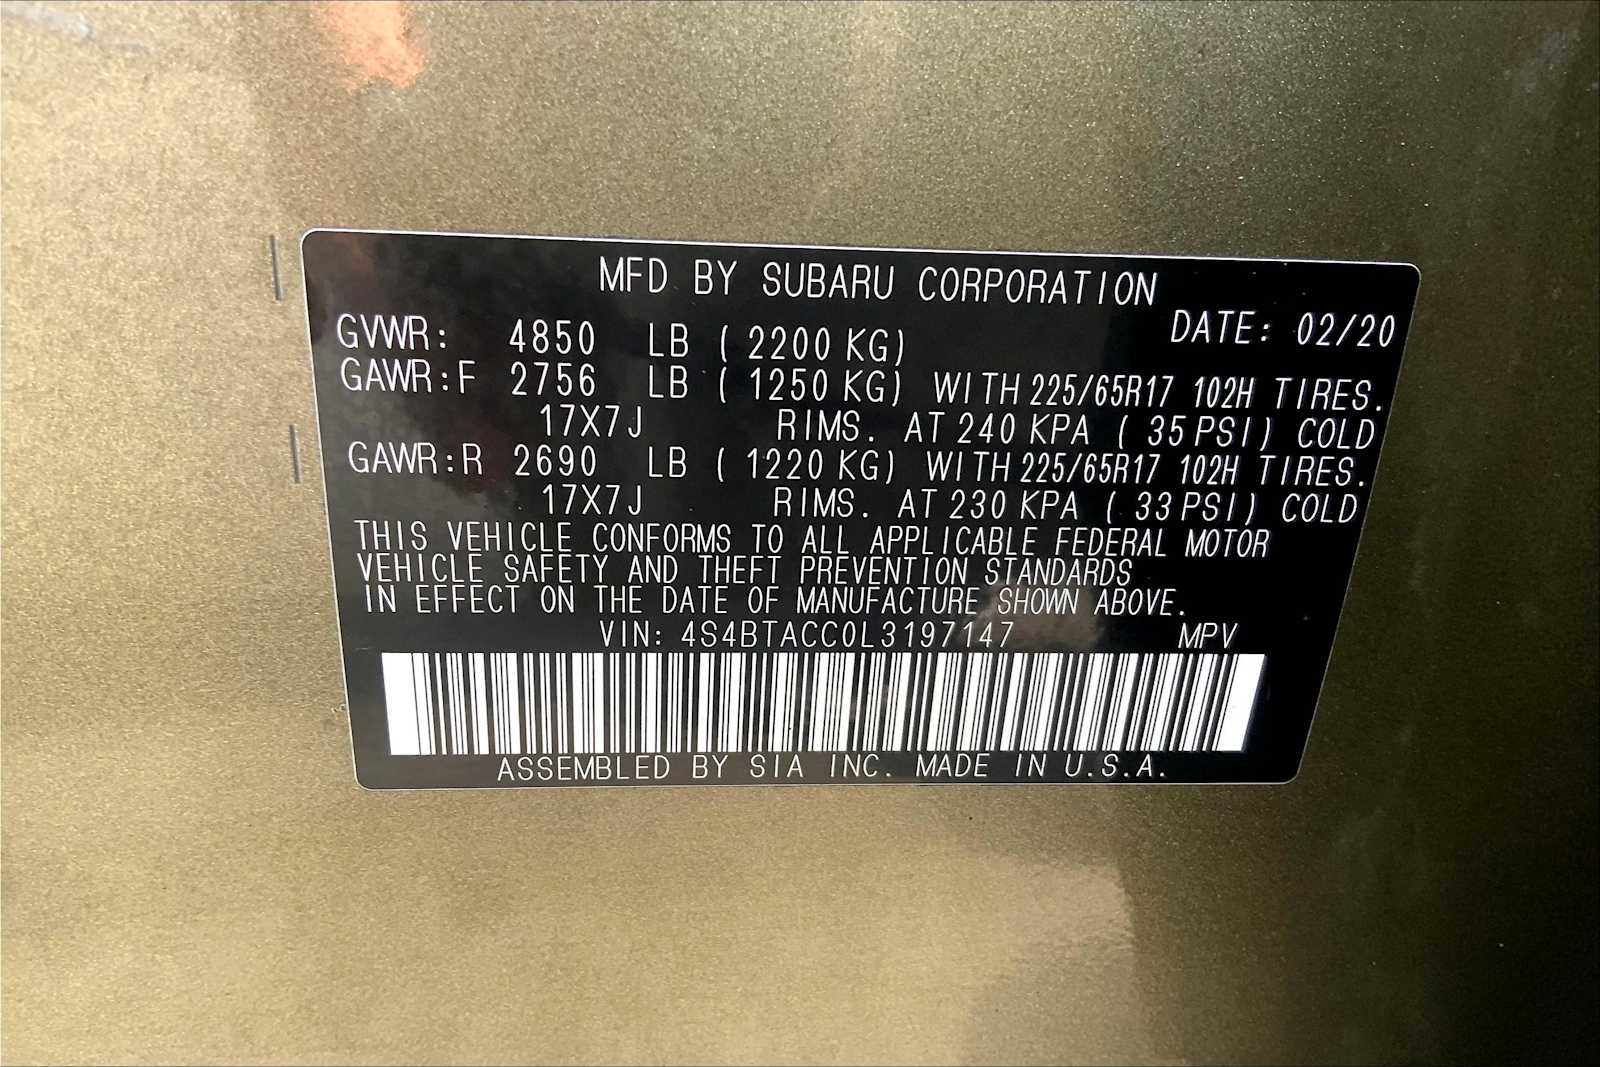 MFD BY SUBARU CORPORATION
DATE: 02/20
GVWR: 4850 LB ( 2200 KG)
GAWR:F 2756 LB ( 1250 KG) WITH 225/65R17 102H TIRES.
17X7J RIMS. AT 240 KPA ( 35 PSI) COLD
GAWR:R 2690 LB ( 1220 KG) WITH 225/65R17 102H TIRES.
17X7J RIMS. AT 230 KPA ( 33 PSI) COLD
THIS VEHICLE CONFORMS TO ALL APPLICABLE FEDERAL MOTOR
VEHICLE SAFETY AND THEFT PREVENTION STANDARDS
IN EFFECT ON THE DATE OF MANUFACTURE SHOWN ABOVE.
VIN: 4S4BTACC0L3197147 MPV
ASSEMBLED BY SIA INC. MADE IN U.S.A.